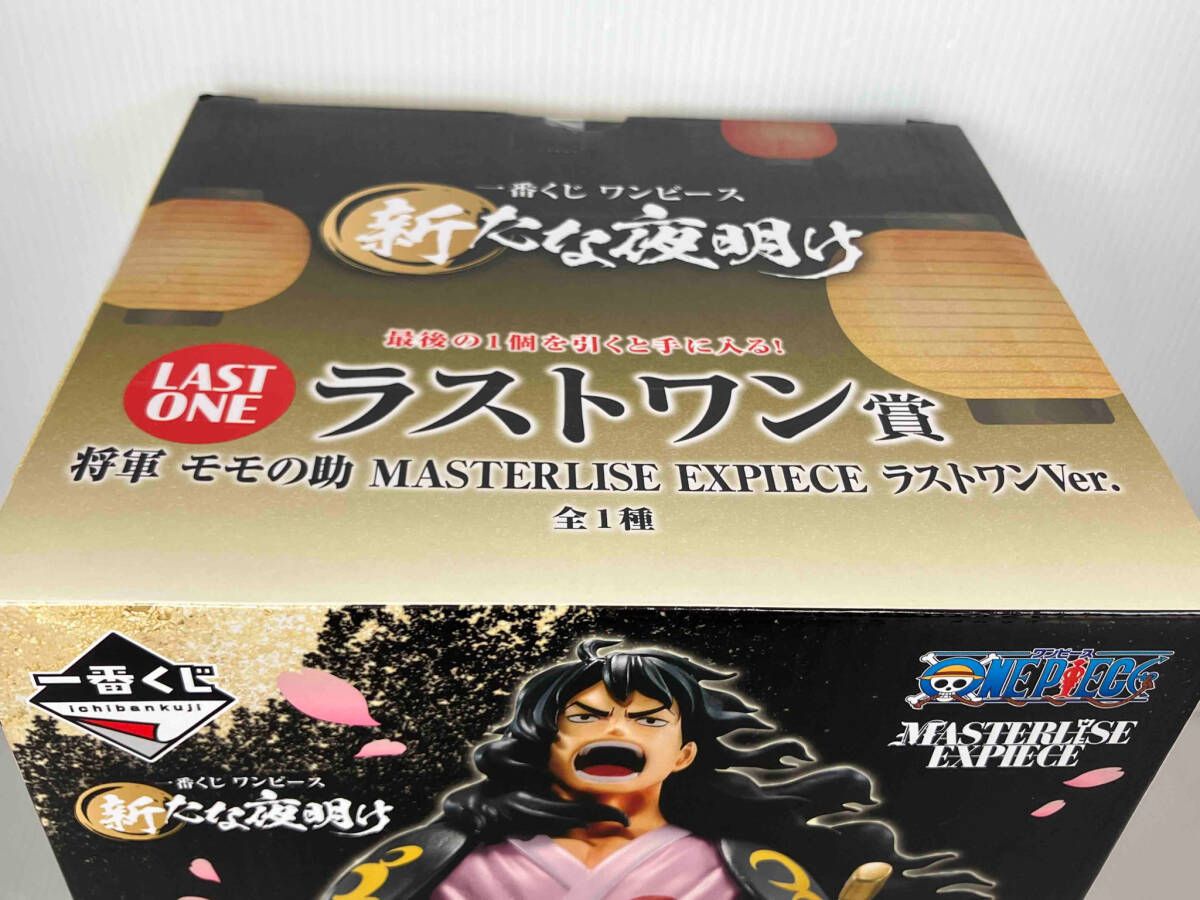 一番くじ ワンピース
新たな夜明け
最後の1個を引くと手に入る!
LAST
ONE
ラストワン賞
将軍 モモの助 MASTERLISE EXPIECE ラストワンVer.
全1種
一番くじ
ichibankuji
ワンピース
ONE PIECE
MASTERLISE
EXPIECE
一番くじ ワンピース
新たな夜明け